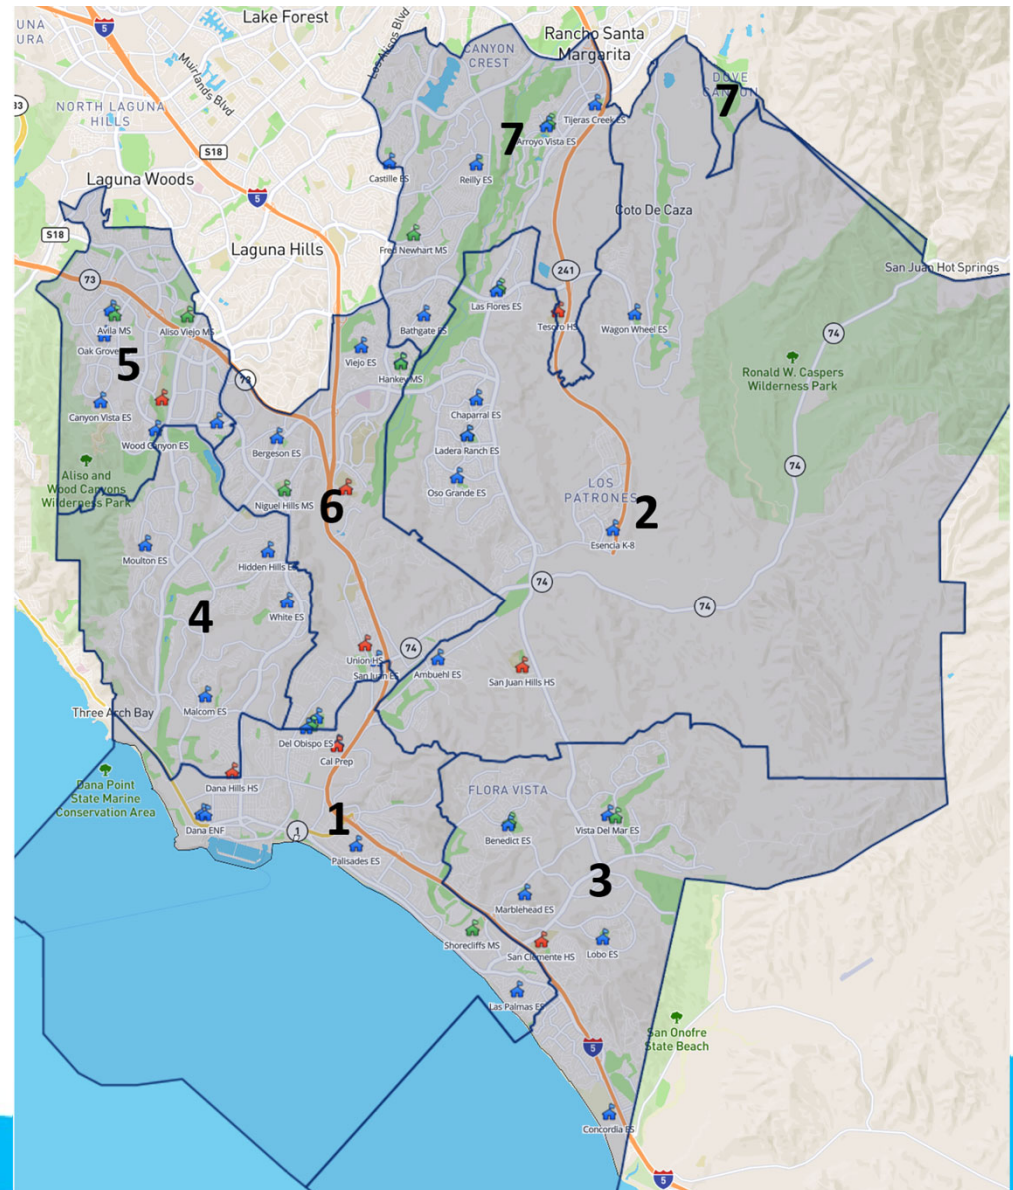 Lake Forest
5
Los Alisos Blvd
CANYON
CREST
Rancho Santa
Margarita
DOVE
7
UNA
URA
Muirlands Blvd
33
NORTH LAGUNA
HILLS
S18
Tijeras Creek ES
7
Arroyo Vista ES
Laguna Woods
5
Castille ES
Reilly ES
Coto De Caza
S18
Laguna Hills
Fred Newhart MS
San Juan Hot Springs
73
241
Las Flores ES
Avila MS
Aliso Viejo MS
Oak Grove
5
Bathgate ES
Tesoro HS
Wagon Wheel ES
74
Viejo ES
Hankey MS
Ronald W. Caspers
Wilderness Park
73
Canyon Vista ES
Chaparral ES
Wood Canyon ES
Bergeson ES
Ladera Ranch ES
Aliso and
Wood Canyons
Wilderness Park
74
Oso Grande ES
Niguel Hills MS
6
LOS
PATRONES
2
Esencia K-8
Moulton ES
Hidden Hills ES
74
74
White ES
4
Union HS
74
San Juan ES
Ambuehl ES
San Juan Hills HS
Malcom ES
Three Arch Bay
Del Obispo ES
Cal Prep
Dana Hills HS
Dana Point
State Marine
Conservation Area
FLORA VISTA
Dana ENF
1
1
Benedict ES
Vista Del Mar ES
Palisades ES
3
Marblehead ES
Shorecliffs MS
San Clemente HS
Lobo ES
Las Palmas ES
San Onofre
State Beach
5
Concordia ES
5